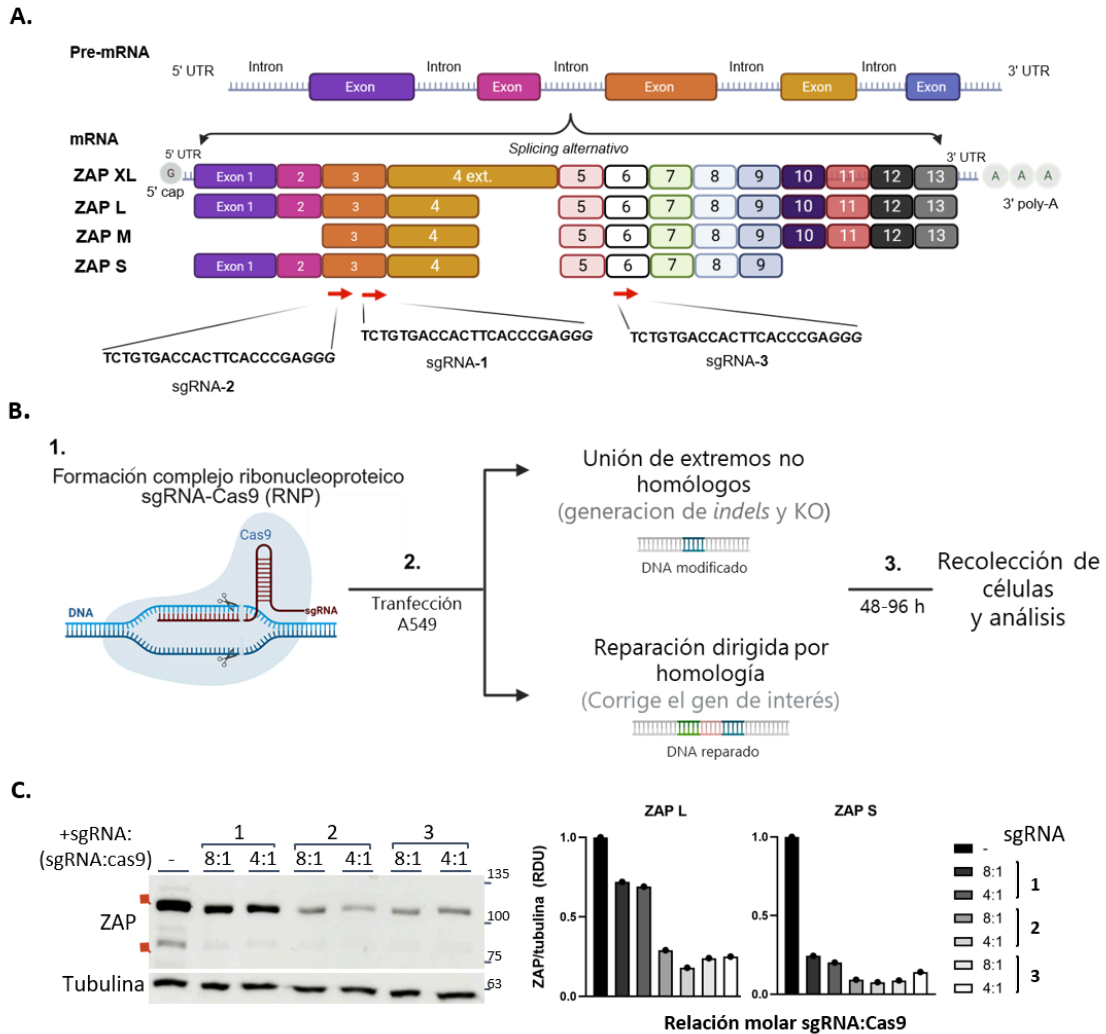 A.
Pre-mRNA
5' UTR
Intron
Intron
Intron
Intron
Intron
3' UTR
Exon
Exon
Exon
Exon
Exon
mRNA
5' UTR
Splicing alternativo
3' UTR
G
5' cap
ZAP XL
Exon 1
2
3
4 ext.
5
6
7
8
9
10
11
12
13
A
A
A
3' poly-A
ZAP L
Exon 1
2
3
4
5
6
7
8
9
10
11
12
13
ZAP M
3
4
5
6
7
8
9
10
11
12
13
ZAP S
Exon 1
2
3
4
5
6
7
8
9
TCTGTGACCACTTCACCCGAGGG
sgRNA-2
TCTGTGACCACTTCACCCGAGGG
sgRNA-1
TCTGTGACCACTTCACCCGAGGG
sgRNA-3
B.
1.
Formación complejo ribonucleoproteico
sgRNA-Cas9 (RNP)
Cas9
DNA
sgRNA
2.
Tranfección
A549
Unión de extremos no
homólogos
(generacion de indels y KO)
DNA modificado
Reparación dirigida por
homología
(Corrige el gen de interés)
DNA reparado
3.
48-96 h
Recolección de
células
y análisis
C.
+sgRNA:
1
2
3
(sgRNA:cas9)
-
8:1
4:1
8:1
4:1
8:1
4:1
135
ZAP
100
75
Tubulina
63
ZAP L
ZAP/tubulina (RDU)
1.0
0.5
0.0
ZAP S
1.0
0.5
0.0
Relación molar sgRNA:Cas9
sgRNA
-
8:1
4:1
1
8:1
4:1
2
8:1
4:1
3